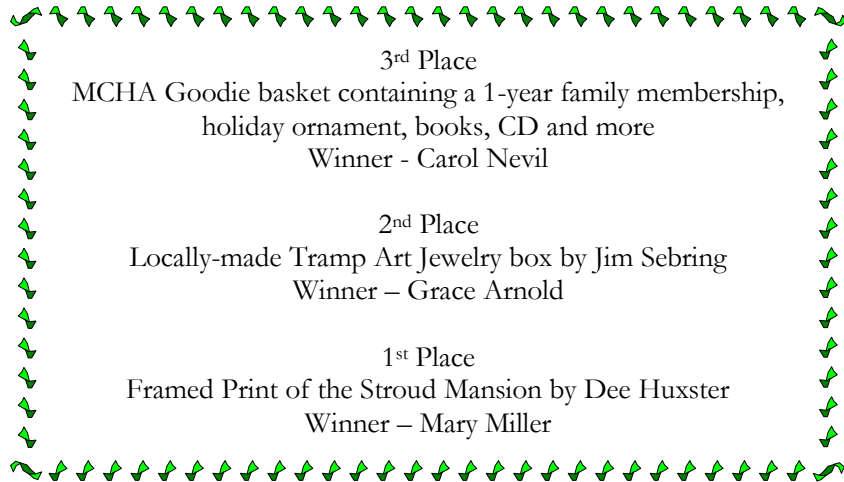 3rd Place
MCHA Goodie basket containing a 1-year family membership,
holiday ornament, books, CD and more
Winner - Carol Nevil
2nd Place
Locally-made Tramp Art Jewelry box by Jim Sebring
Winner – Grace Arnold
1st Place
Framed Print of the Stroud Mansion by Dee Huxster
Winner – Mary Miller